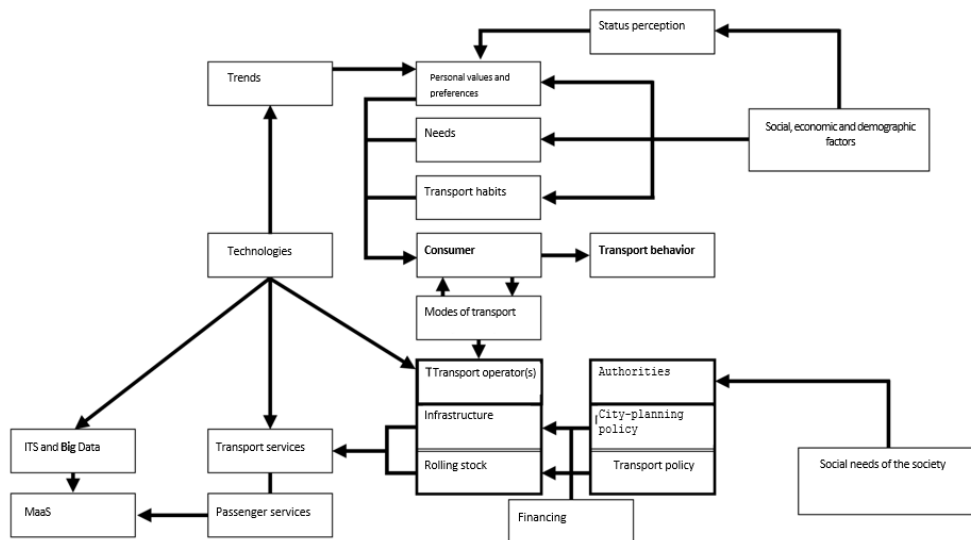 Status perception
Trends
Personal values and
preferences
Needs
Social, economic and demographic
factors
Transport habits
Technologies
Consumer
Transport behavior
Modes of transport
TTransport operator(s)
Authorities
Infrastructure
City-planning
policy
ITS and Big Data
Transport services
Rolling stock
Transport policy
Social needs of the society
MaaS
Passenger services
Financing